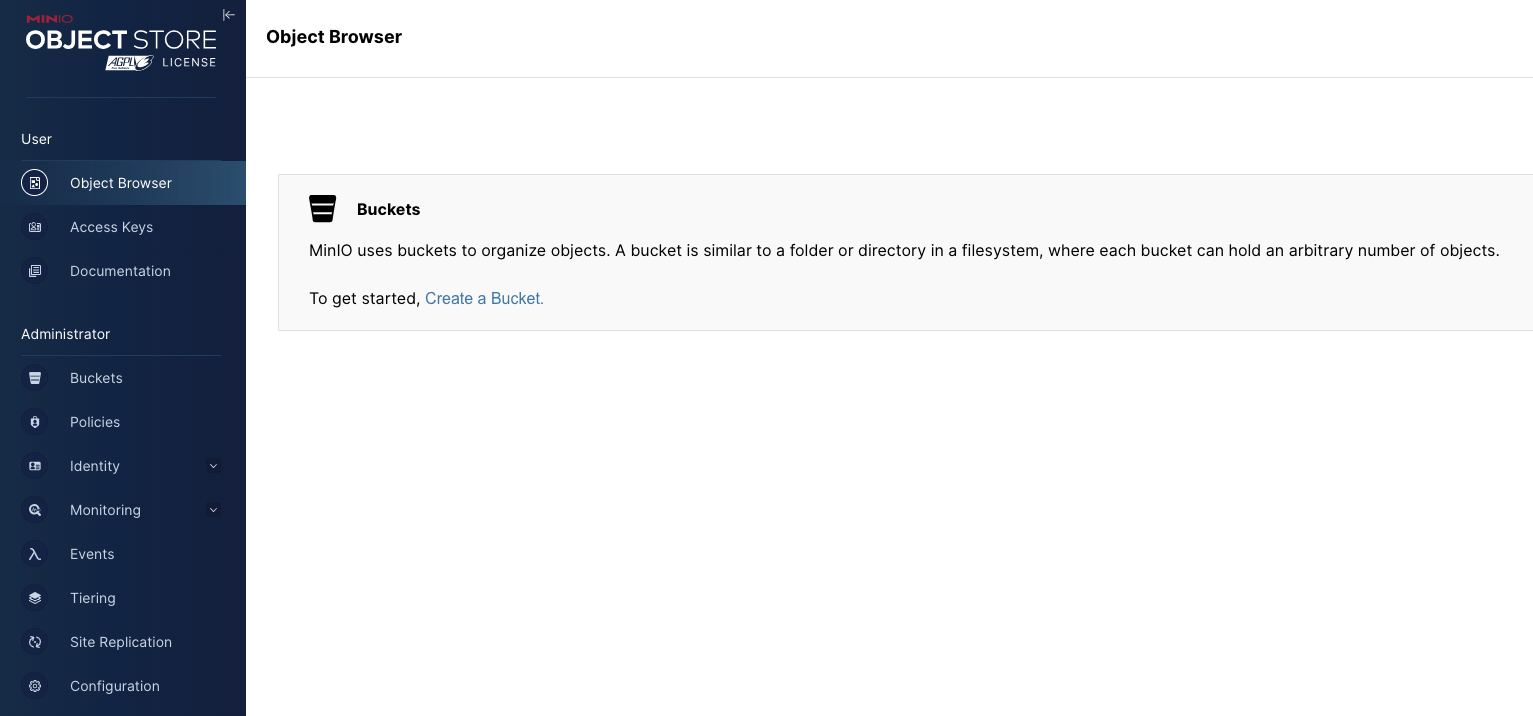 MINIO
OBJECT STORE
AGPL LICENSE
User
Object Browser
Access Keys
Documentation
Administrator
Buckets
Policies
Identity
Monitoring
Events
Tiering
Site Replication
Configuration
Object Browser
Buckets
MinIO uses buckets to organize objects. A bucket is similar to a folder or directory in a filesystem, where each bucket can hold an arbitrary number of objects.
To get started, Create a Bucket.